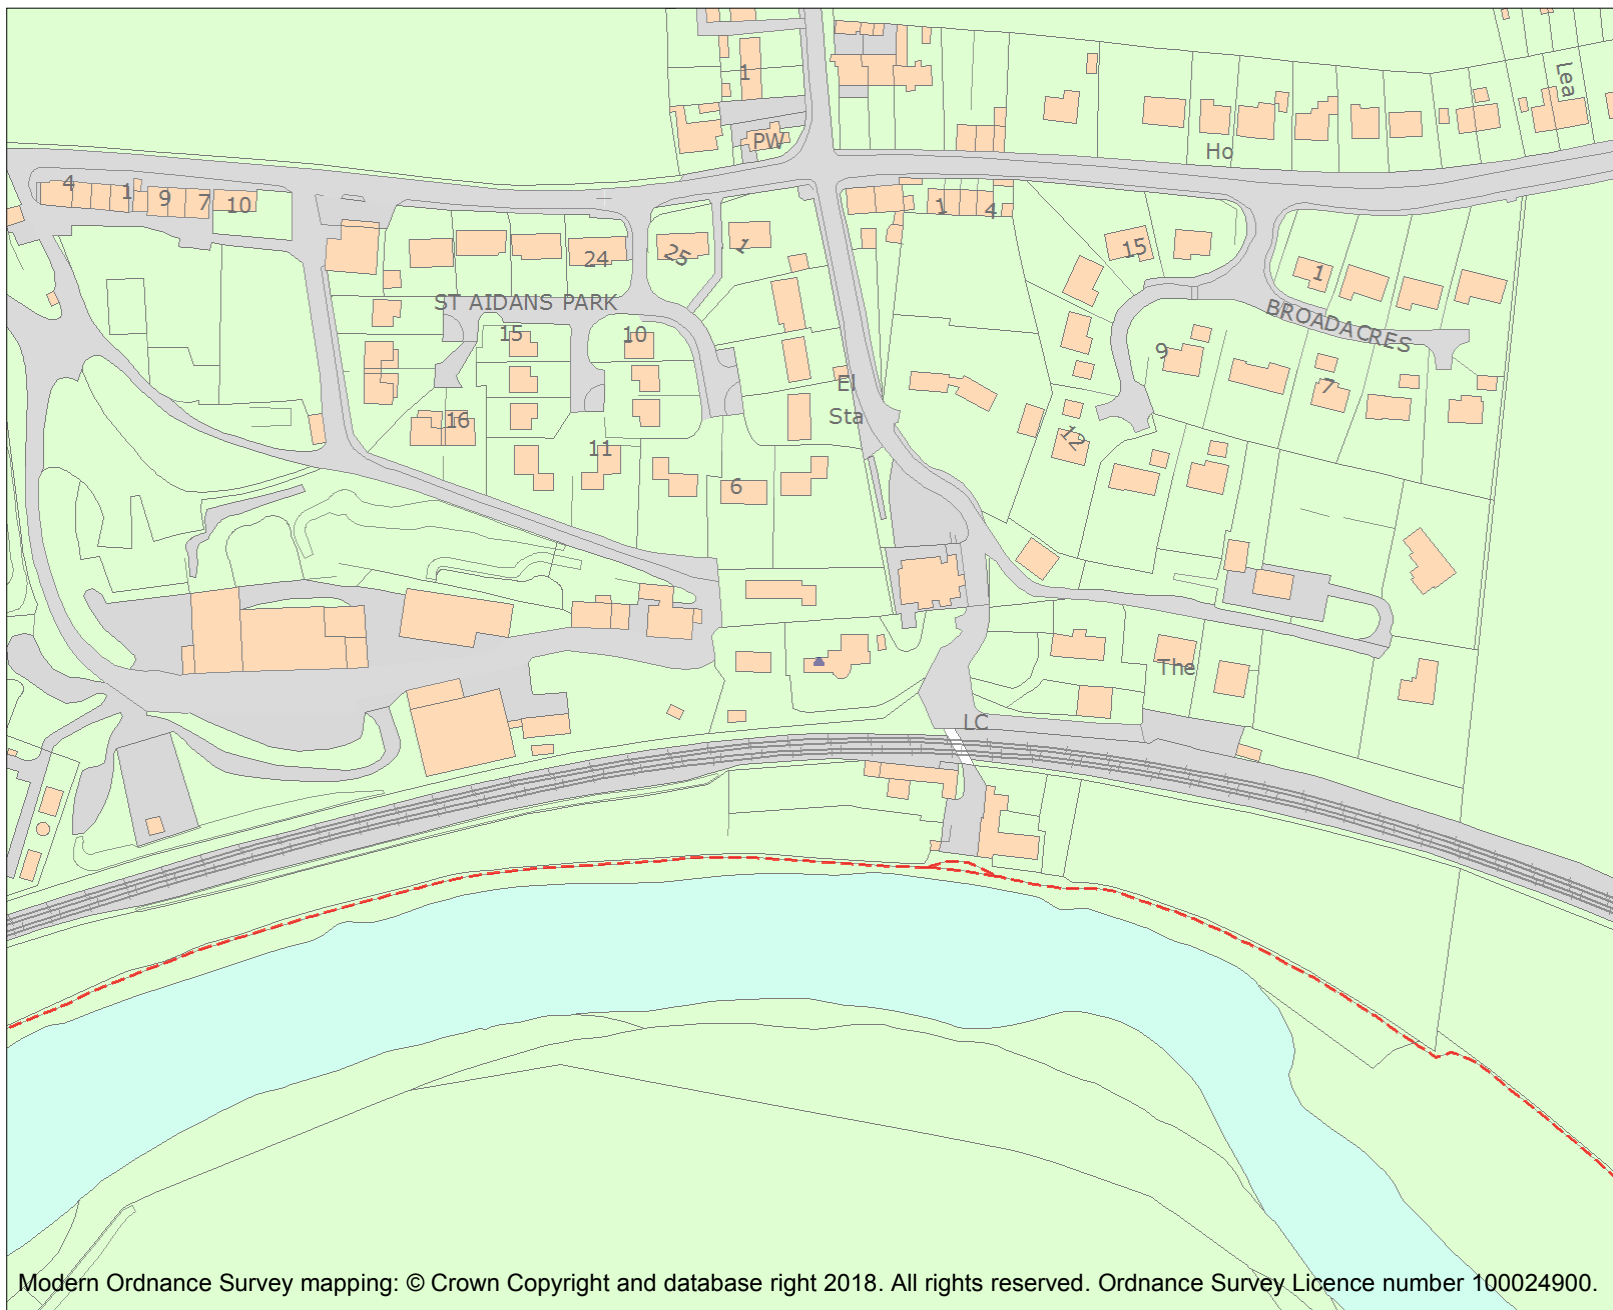 1
Lea
PW
Ho
4
1
9
7
10
1
4
24
25
1
15
1
ST AIDANS PARK
BROADACRES
15
10
9
El
Sta
7
16
11
12
6
The
LC
Modern Ordnance Survey mapping: © Crown Copyright and database right 2018. All rights reserved. Ordnance Survey Licence number 100024900.